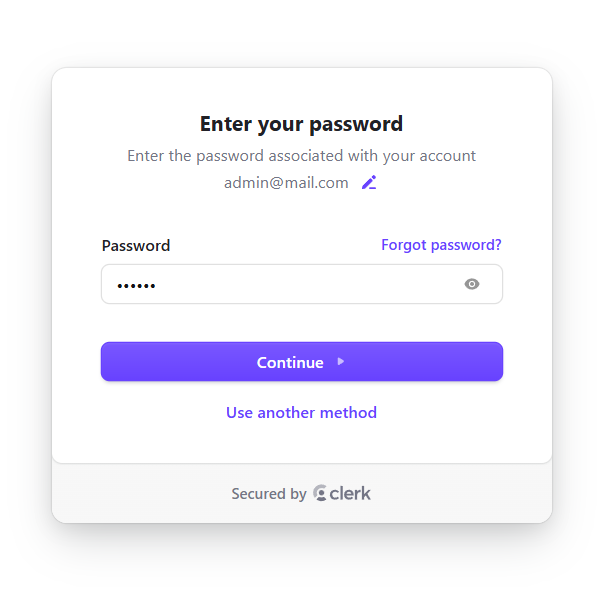 Enter your password
Enter the password associated with your account
admin@mail.com
Password Forgot password?
••••••
Continue
Use another method
Secured by clerk